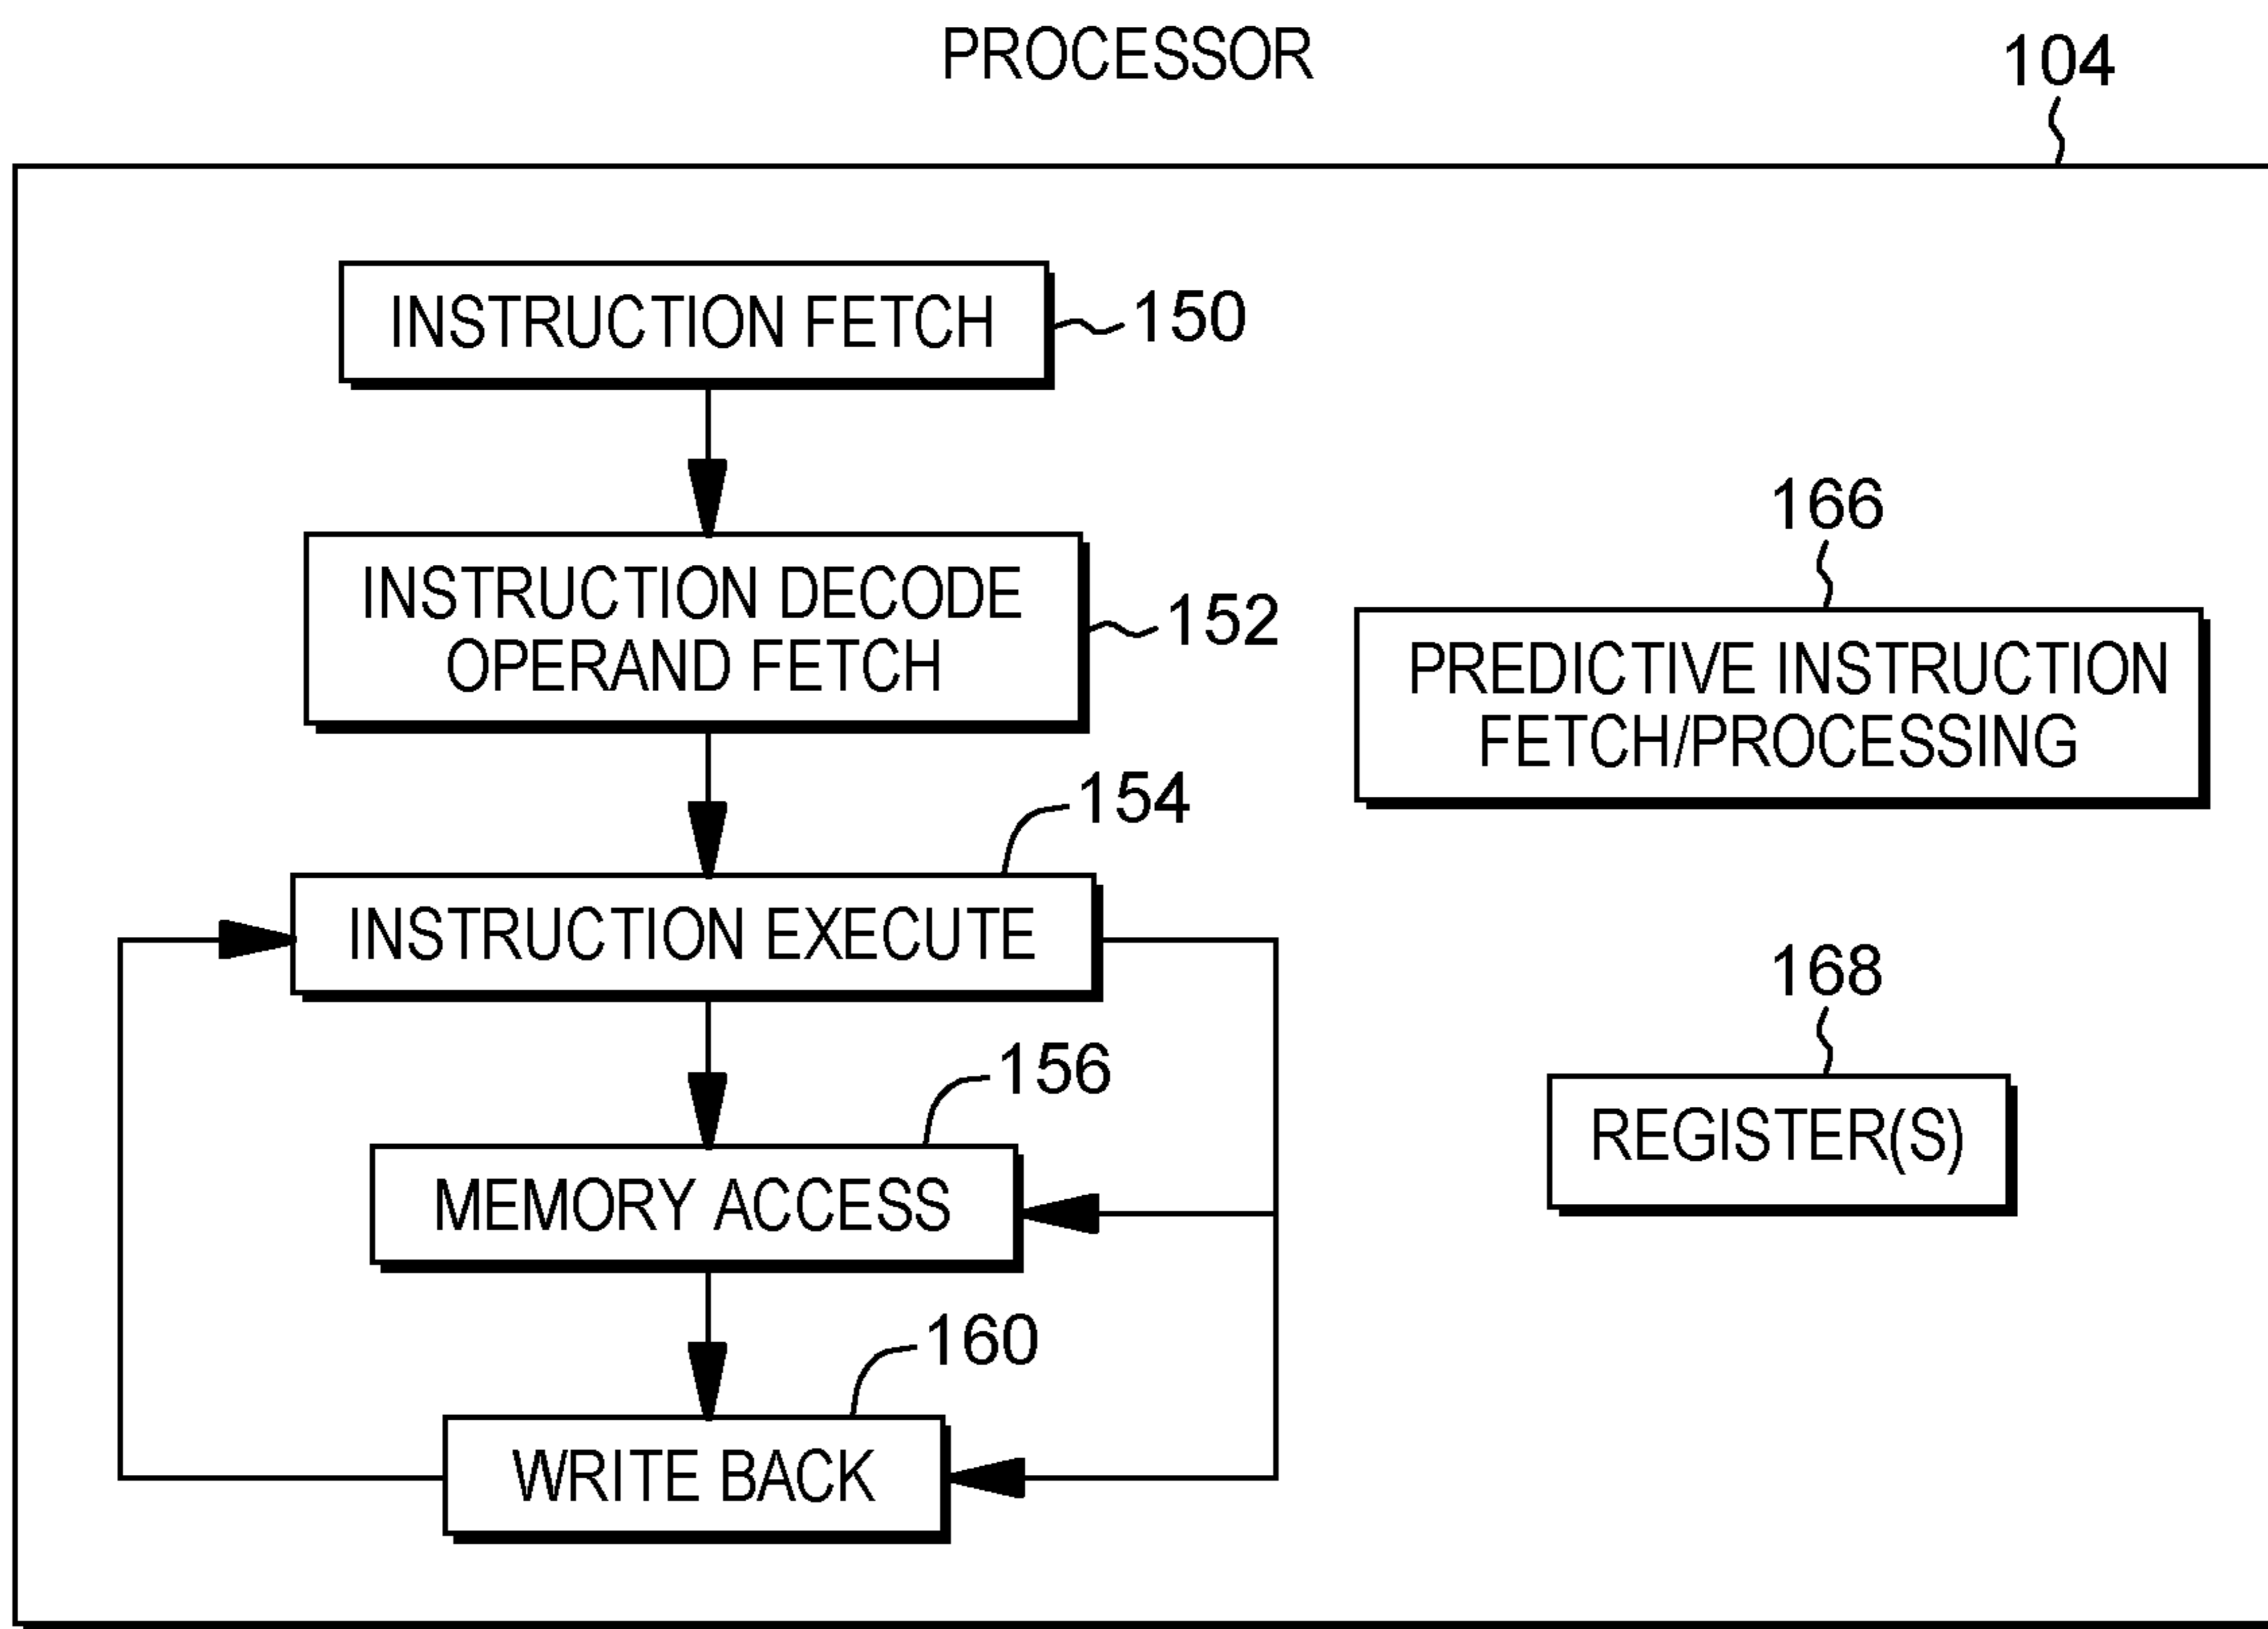 PROCESSOR
104
INSTRUCTION FETCH
150
INSTRUCTION DECODE
OPERAND FETCH
152
166
PREDICTIVE INSTRUCTION
FETCH/PROCESSING
154
INSTRUCTION EXECUTE
168
REGISTER(S)
156
MEMORY ACCESS
160
WRITE BACK